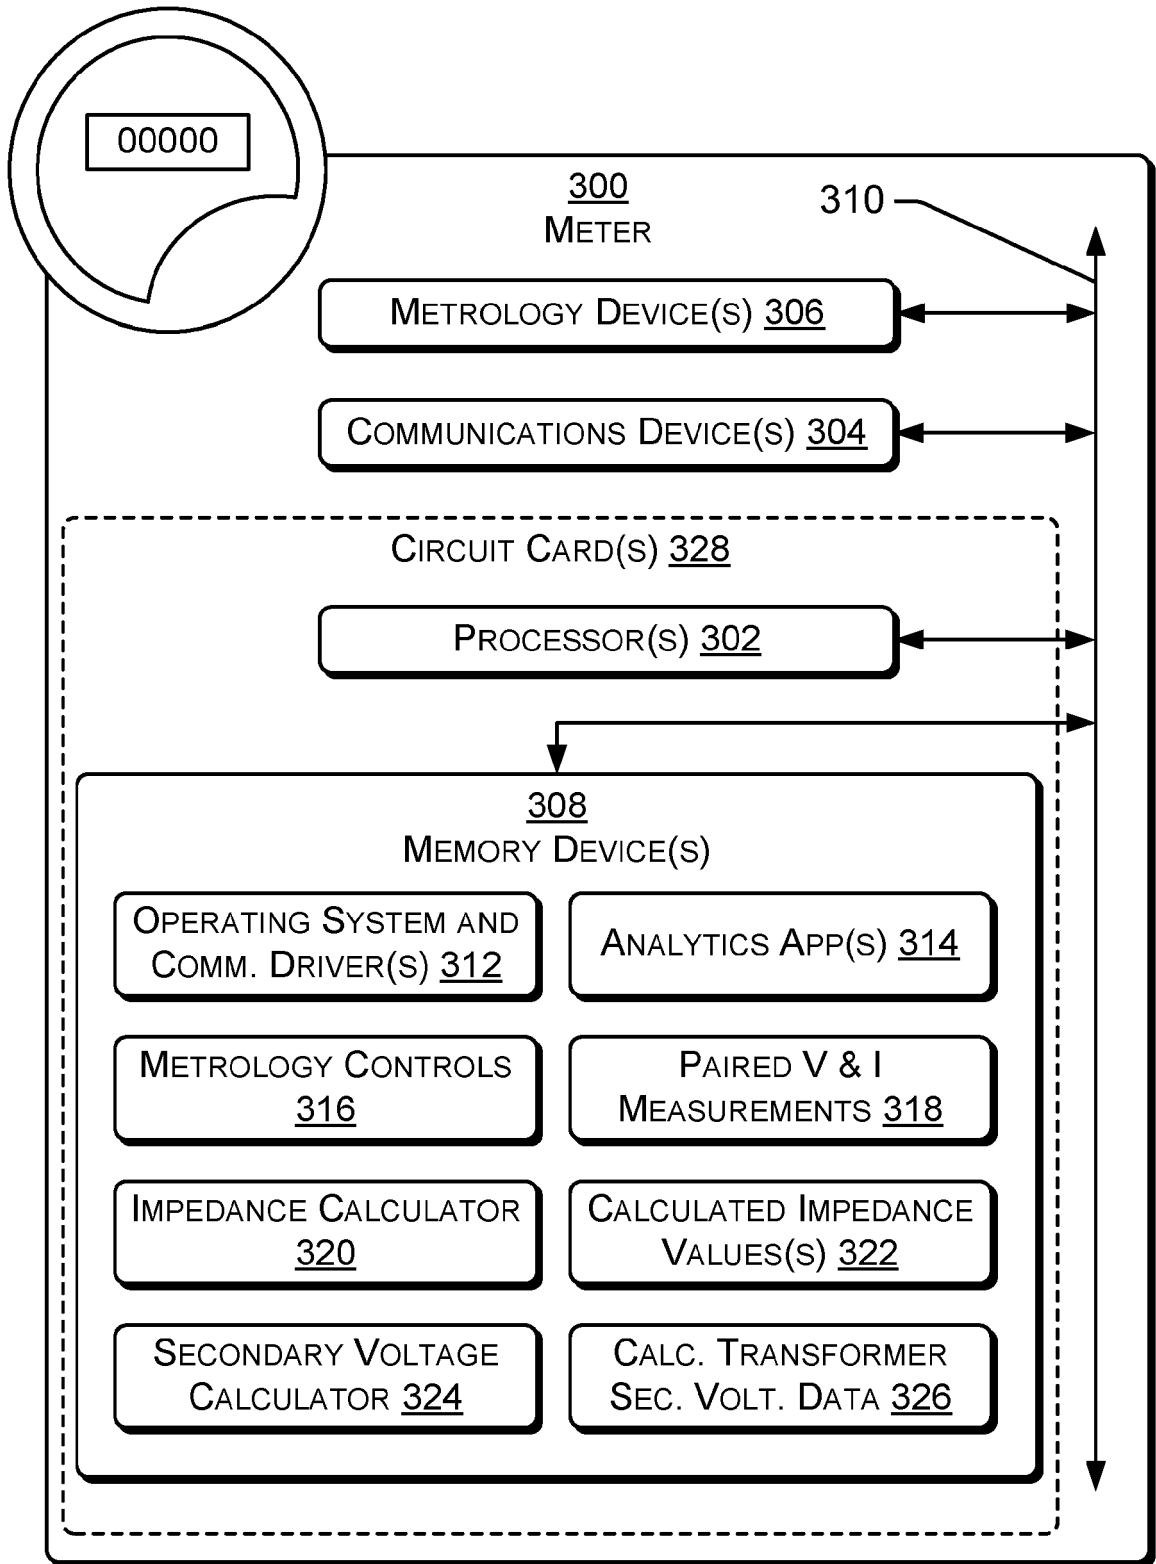 00000
300
METER
310
METROLOGY DEVICE(S) 306
COMMUNICATIONS DEVICE(S) 304
CIRCUIT CARD(S) 328
PROCESSOR(S) 302
308
MEMORY DEVICE(S)
OPERATING SYSTEM AND
COMM. DRIVER(S) 312
ANALYTICS APP(S) 314
METROLOGY CONTROLS
316
PAIRED V & I
MEASUREMENTS 318
IMPEDANCE CALCULATOR
320
CALCULATED IMPEDANCE
VALUES(S) 322
SECONDARY VOLTAGE
CALCULATOR 324
CALC. TRANSFORMER
SEC. VOLT. DATA 326